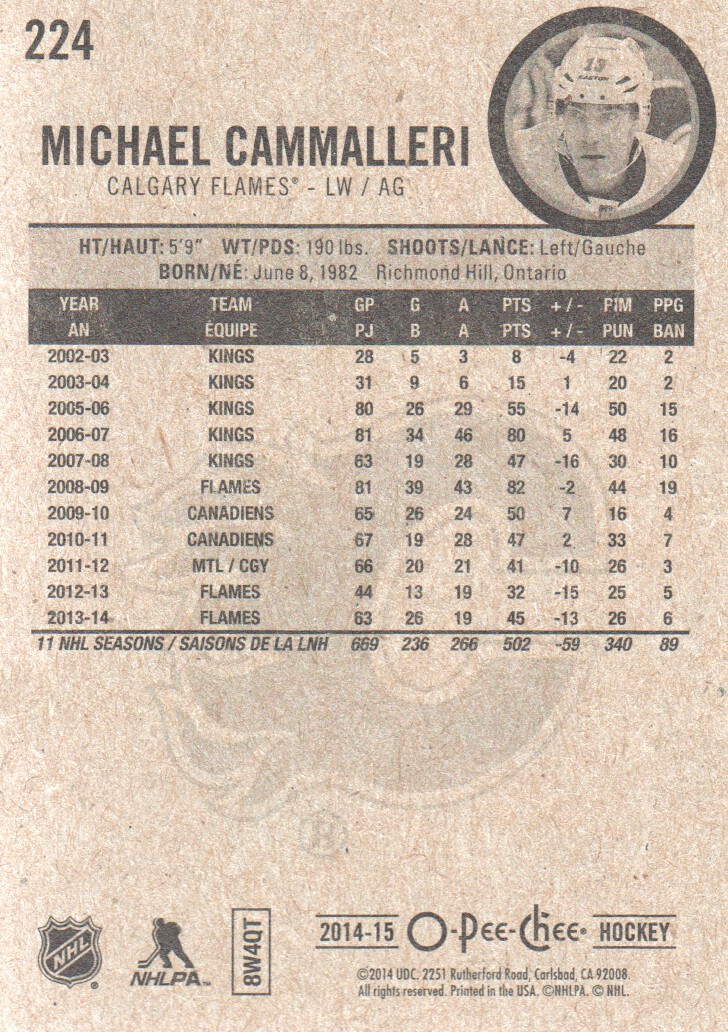 224
13
EASTON
MICHAEL CAMMALLERI
CALGARY FLAMES® - LW / AG
HT/HAUT: 5'9" WT/PDS: 190 lbs. SHOOTS/LANCE: Left/Gauche
BORN/NÉ: June 8, 1982 Richmond Hill, Ontario
YEAR TEAM GP G A PTS +/- PIM PPG
AN ÉQUIPE PJ B A PTS +/- PUN BAN
2002-03 KINGS 28 5 3 8 -4 22 2
2003-04 KINGS 31 9 6 15 1 20 2
2005-06 KINGS 80 26 29 55 -14 50 15
2006-07 KINGS 81 34 46 80 5 48 16
2007-08 KINGS 63 19 28 47 -16 30 10
2008-09 FLAMES 81 39 43 82 -2 44 19
2009-10 CANADIENS 65 26 24 50 7 16 4
2010-11 CANADIENS 67 19 28 47 2 33 7
2011-12 MTL / CGY 66 20 21 41 -10 26 3
2012-13 FLAMES 44 13 19 32 -15 25 5
2013-14 FLAMES 63 26 19 45 -13 26 6
11 NHL SEASONS / SAISONS DE LA LNH 669 236 266 502 -59 340 89
®
NHL
NHLPA™
8W4QT
2014-15 O-Pee-Chee® HOCKEY
©2014 UDC. 2251 Rutherford Road, Carlsbad, CA 92008.
All rights reserved. Printed in the USA. ©NHLPA. © NHL.